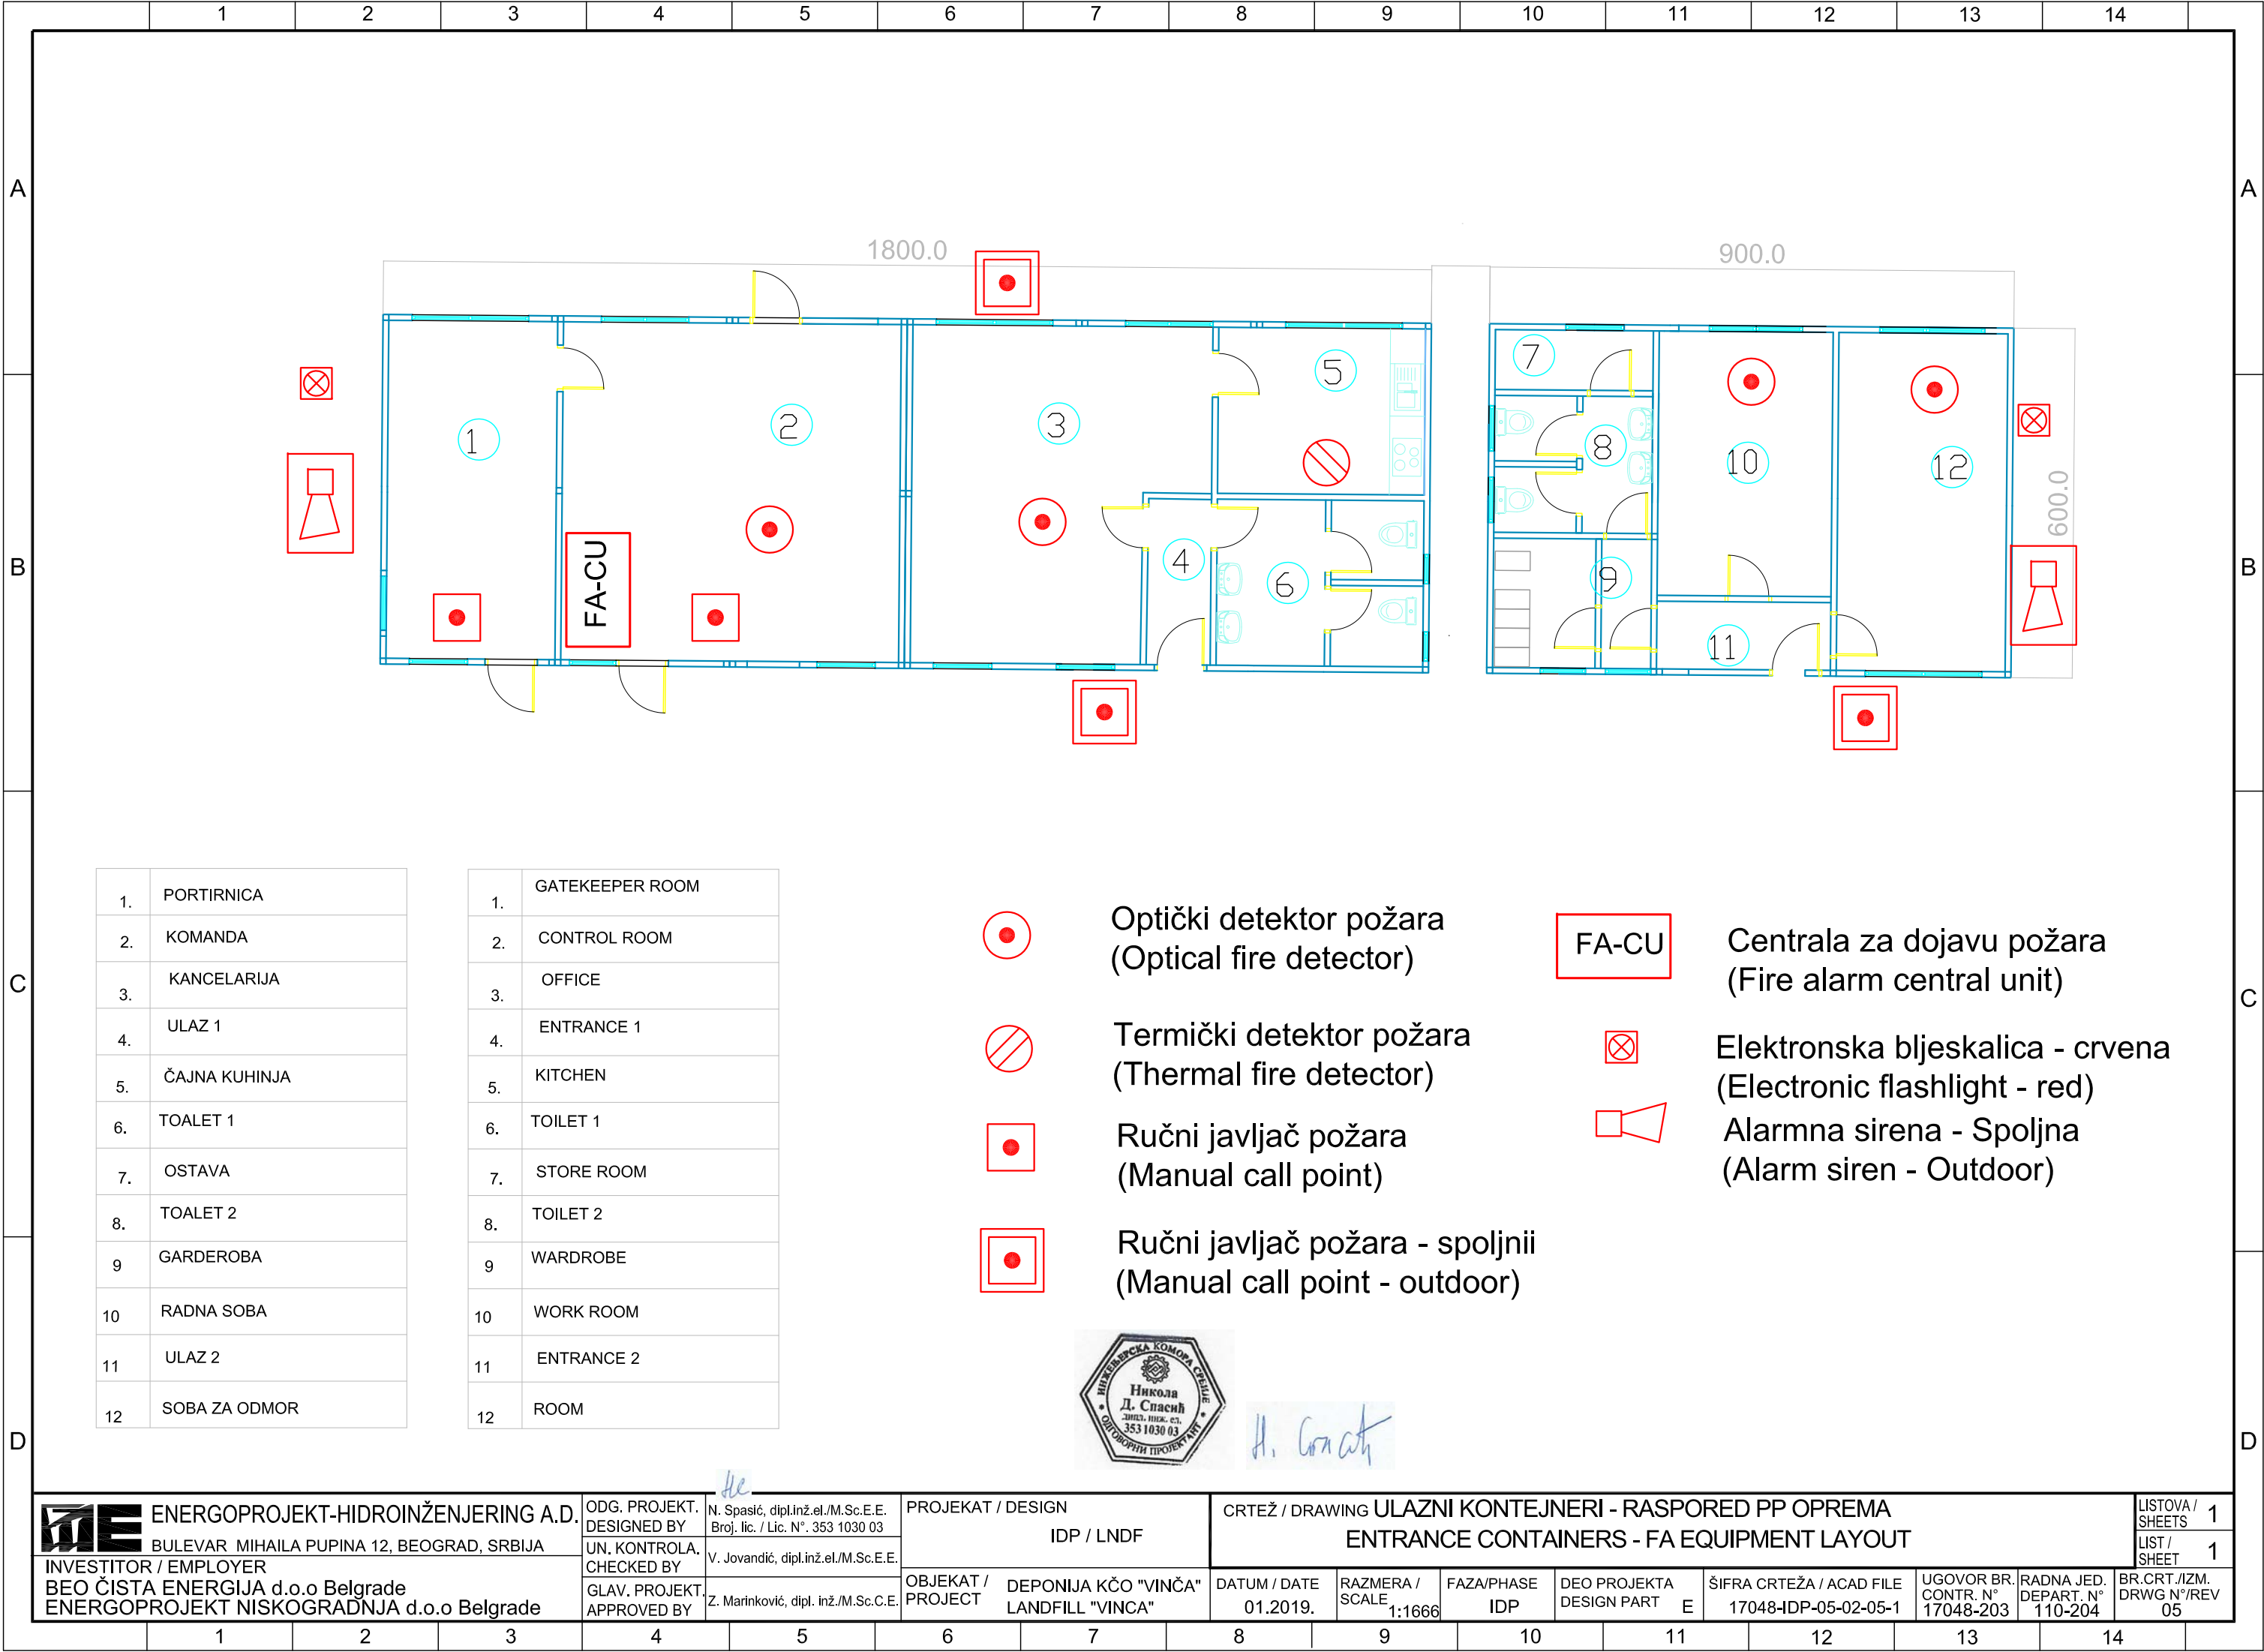 1 2 3 4 5 6 7 8 9 10 11 12 13 14
A A
1800.0
900.0
5
7
1
2
3
8
10
12
600.0
FA-CU
4
6
9
11
B B
1. PORTIRNICA
2. KOMANDA
3. KANCELARIJA
4. ULAZ 1
5. ČAJNA KUHINJA
6. TOALET 1
7. OSTAVA
8. TOALET 2
9 GARDEROBA
10 RADNA SOBA
11 ULAZ 2
12 SOBA ZA ODMOR
1. GATEKEEPER ROOM
2. CONTROL ROOM
3. OFFICE
4. ENTRANCE 1
5. KITCHEN
6. TOILET 1
7. STORE ROOM
8. TOILET 2
9 WARDROBE
10 WORK ROOM
11 ENTRANCE 2
12 ROOM
Optički detektor požara
(Optical fire detector)
Termički detektor požara
(Thermal fire detector)
Ručni javljač požara
(Manual call point)
Ručni javljač požara - spoljnii
(Manual call point - outdoor)
FA-CU
Centrala za dojavu požara
(Fire alarm central unit)
Elektronska bljeskalica - crvena
(Electronic flashlight - red)
Alarmna sirena - Spoljna
(Alarm siren - Outdoor)
C C
ИНЖЕЊЕРСКА КОМОРА СРБИЈЕ
Никола
Д. Спасић
дипл. инж. ел.
353 1030 03
ОДГОВОРНИ ПРОЈЕКТАНТ
D D
ENERGOPROJEKT-HIDROINŽENJERING A.D.
BULEVAR MIHAILA PUPINA 12, BEOGRAD, SRBIJA
INVESTITOR / EMPLOYER
BEO ČISTA ENERGIJA d.o.o Belgrade
ENERGOPROJEKT NISKOGRADNJA d.o.o Belgrade
ODG. PROJEKT.
DESIGNED BY
N. Spasić, dipl.inž.el./M.Sc.E.E.
Broj. lic. / Lic. N°. 353 1030 03
UN. KONTROLA.
CHECKED BY
V. Jovandić, dipl.inž.el./M.Sc.E.E.
GLAV. PROJEKT.
APPROVED BY
Z. Marinković, dipl. inž./M.Sc.C.E.
PROJEKAT / DESIGN
IDP / LNDF
OBJEKAT /
PROJECT
DEPONIJA KČO "VINČA"
LANDFILL "VINCA"
CRTEŽ / DRAWING ULAZNI KONTEJNERI - RASPORED PP OPREMA
ENTRANCE CONTAINERS - FA EQUIPMENT LAYOUT
LISTOVA /
SHEETS 1
LIST /
SHEET 1
DATUM / DATE
01.2019.
RAZMERA /
SCALE 1:1666
FAZA/PHASE
IDP
DEO PROJEKTA
DESIGN PART E
ŠIFRA CRTEŽA / ACAD FILE
17048-IDP-05-02-05-1
UGOVOR BR.
CONTR. N°
17048-203
RADNA JED.
DEPART. N°
110-204
BR.CRT./IZM.
DRWG N°/REV
05
1 2 3 4 5 6 7 8 9 10 11 12 13 14